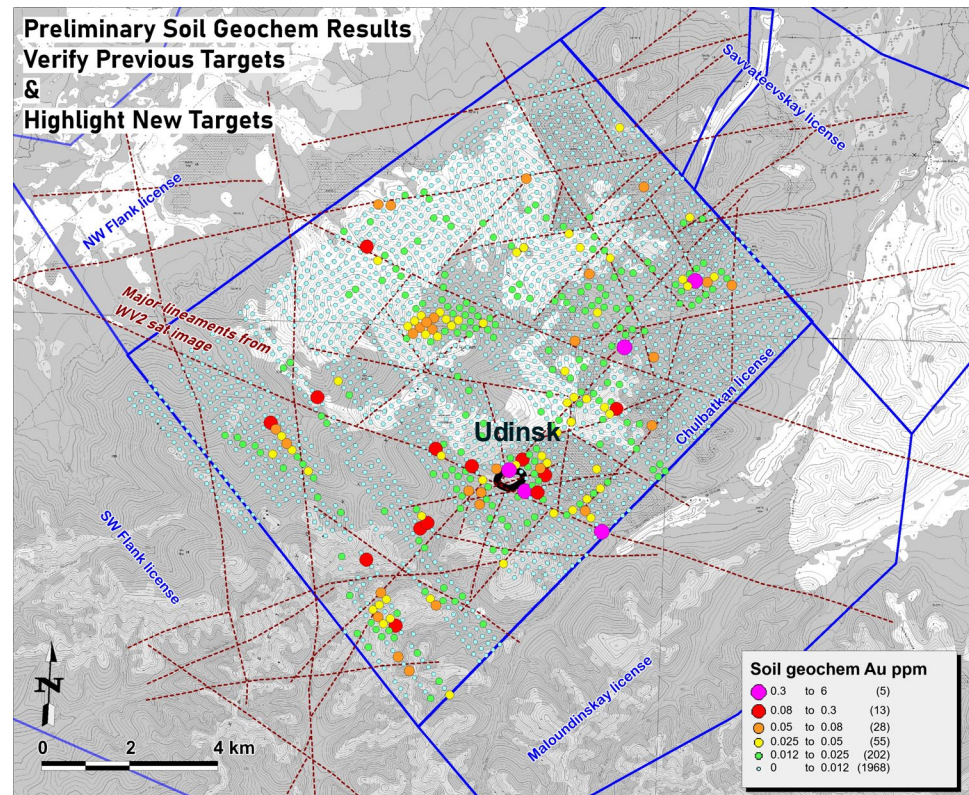 Preliminary Soil Geochem Results
Verify Previous Targets
&
Highlight New Targets
Savvateevskay license
NW Flank license
Major lineaments from
WV2 sat image
Chulbatkan license
Udinsk
SW Flank license
Maloundinskay license
N
0 2 4 km
Soil geochem Au ppm
0.3 to 6 (5)
0.08 to 0.3 (13)
0.05 to 0.08 (28)
0.025 to 0.05 (55)
0.012 to 0.025 (202)
0 to 0.012 (1968)